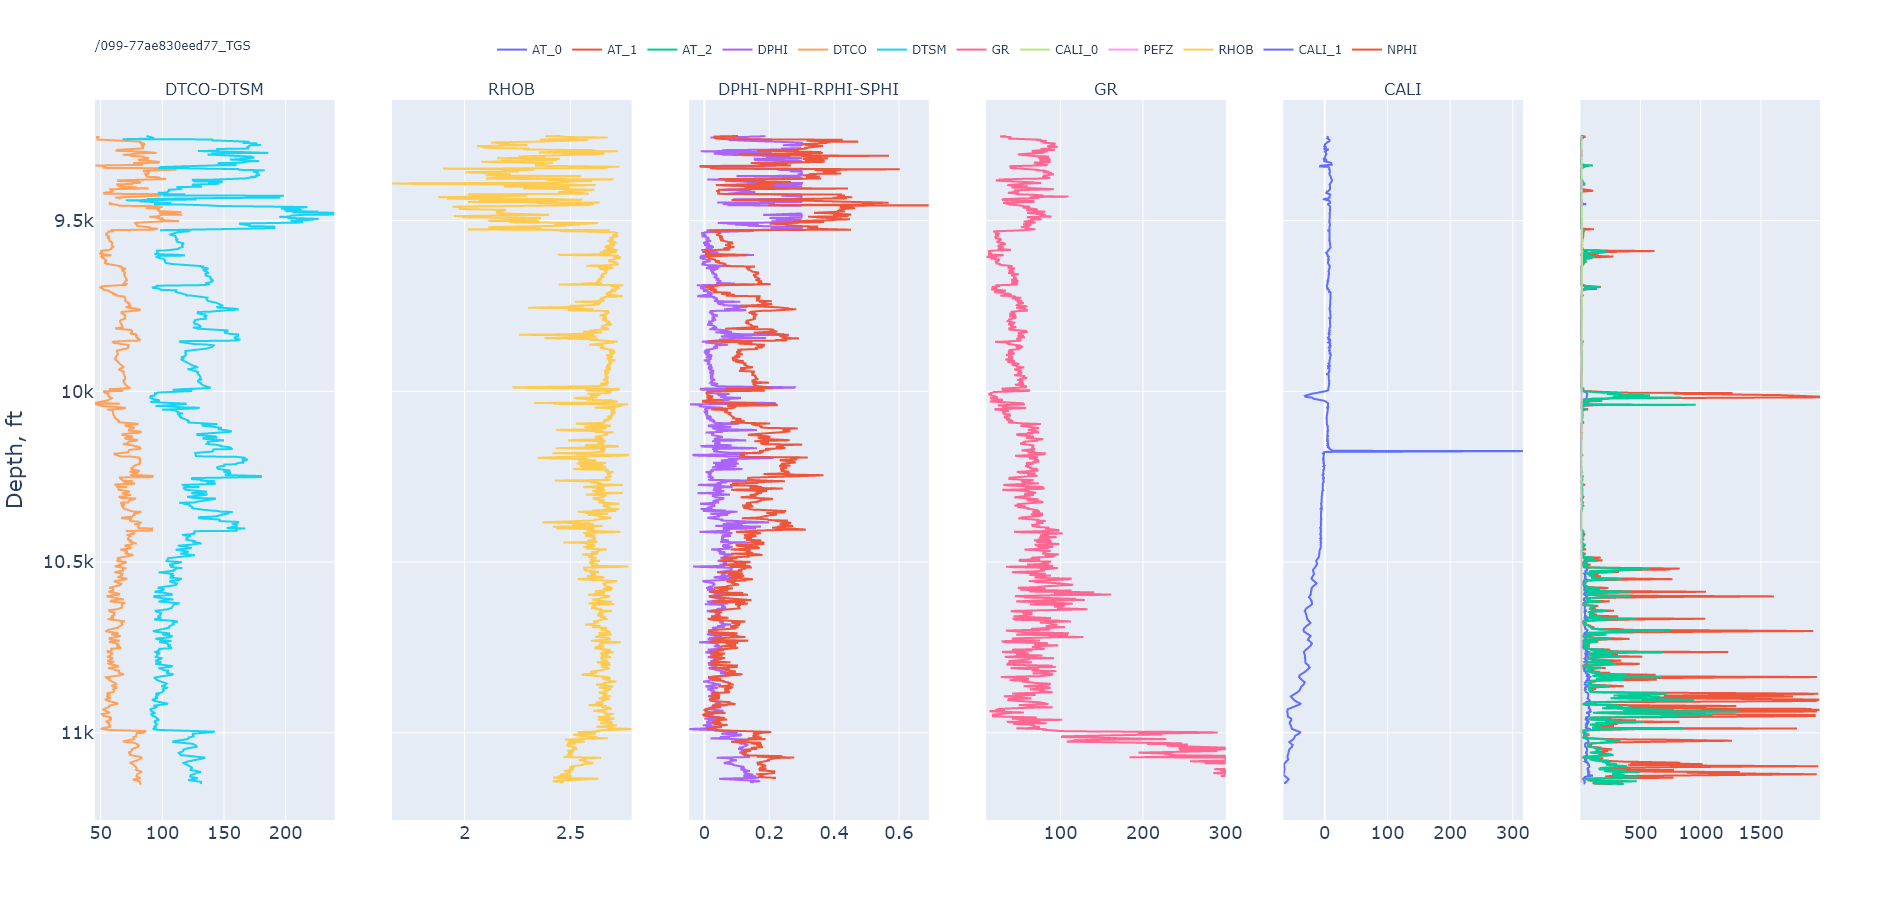 /099-77ae830eed77_TGS
AT_0 AT_1 AT_2 DPHI DTCO DTSM GR CALI_0 PEFZ RHOB CALI_1 NPHI
DTCO-DTSM RHOB DPHI-NPHI-RPHI-SPHI GR CALI
Depth, ft
9.5k
10k
10.5k
11k
50 100 150 200 2 2.5 0 0.2 0.4 0.6 100 200 300 0 100 200 300 500 1000 1500